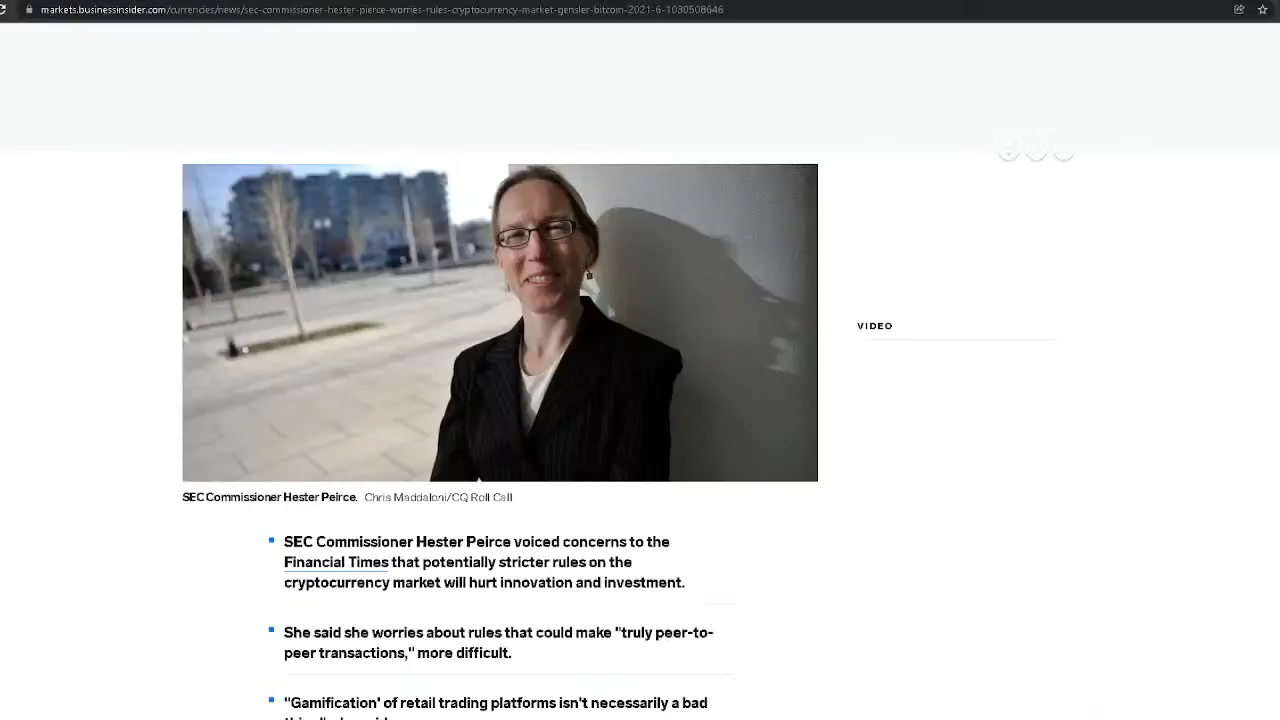 markets.businessinsider.com/currencies/news/sec-commissioner-hester-pierce-worries-rules-cryptocurrency-market-gensler-bitcoin-2021-6-1030508646
VIDEO
SEC Commissioner Hester Peirce. Chris Maddaloni/CQ Roll Call
SEC Commissioner Hester Peirce voiced concerns to the
Financial Times that potentially stricter rules on the
cryptocurrency market will hurt innovation and investment.
She said she worries about rules that could make "truly peer-to-
peer transactions," more difficult.
"Gamification' of retail trading platforms isn't necessarily a bad